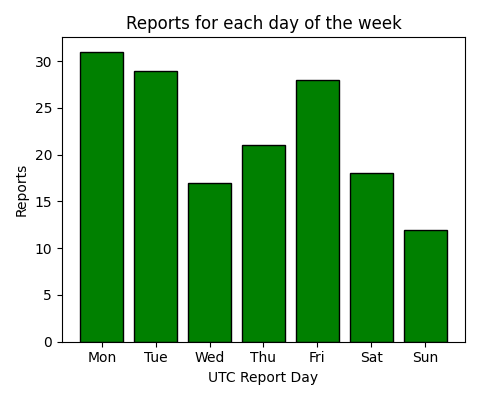 Reports for each day of the week
Reports
30
25
20
15
10
5
0
Mon Tue Wed Thu Fri Sat Sun
UTC Report Day